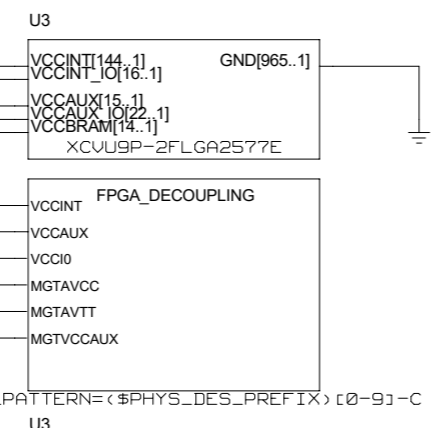 U3
VCCINT[144..1] GND[965..1]
VCCINT_IO[16..1]
VCCAUX[15..1]
VCCAUX_IO[22..1]
VCCBRAM[14..1]
XCVU9P-2FLGA2577E
FPGA_DECOUPLING
VCCINT
VCCAUX
VCCIO
MGTAVCC
MGTAVTT
MGTVCCAUX
PATTERN=($PHYS_DES_PREFIX)[0-9]-C
U3